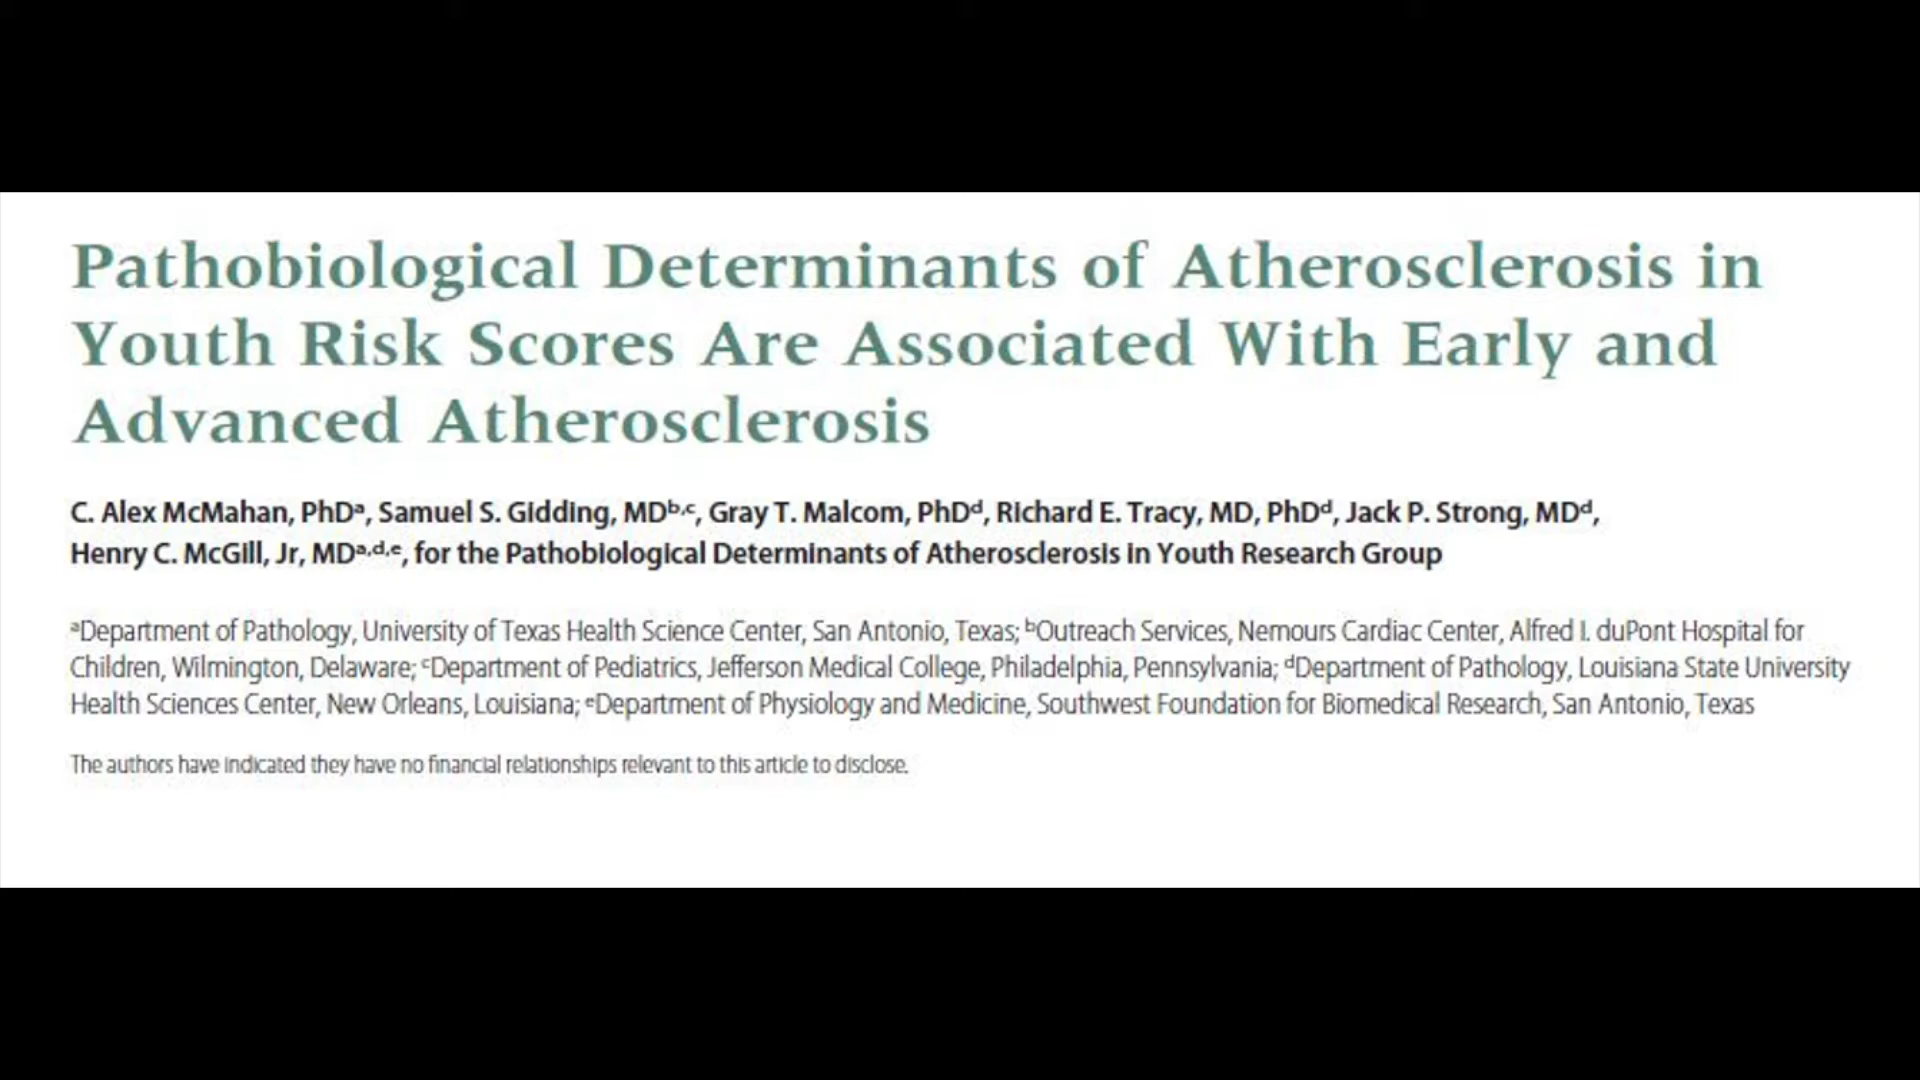 Pathobiological Determinants of Atherosclerosis in
Youth Risk Scores Are Associated With Early and
Advanced Atherosclerosis
C. Alex McMahan, PhDᵃ, Samuel S. Gidding, MDᵇ,ᶜ, Gray T. Malcom, PhDᵈ, Richard E. Tracy, MD, PhDᵈ, Jack P. Strong, MDᵈ,
Henry C. McGill, Jr, MDᵃ,ᵈ,ᵉ, for the Pathobiological Determinants of Atherosclerosis in Youth Research Group
ᵃDepartment of Pathology, University of Texas Health Science Center, San Antonio, Texas; ᵇOutreach Services, Nemours Cardiac Center, Alfred I. duPont Hospital for
Children, Wilmington, Delaware; ᶜDepartment of Pediatrics, Jefferson Medical College, Philadelphia, Pennsylvania; ᵈDepartment of Pathology, Louisiana State University
Health Sciences Center, New Orleans, Louisiana; ᵉDepartment of Physiology and Medicine, Southwest Foundation for Biomedical Research, San Antonio, Texas
The authors have indicated they have no financial relationships relevant to this article to disclose.